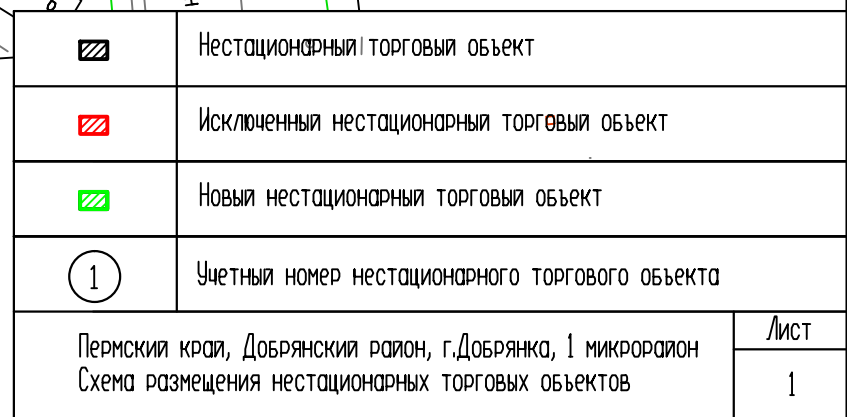 Нестационарный торговый объект
Исключенный нестационарный торговый объект
Новый нестационарный торговый объект
1
Учетный номер нестационарного торгового объекта
Пермский край, Добрянский район, г.Добрянка, 1 микрорайон
Схема размещения нестационарных торговых объектов
Лист
1